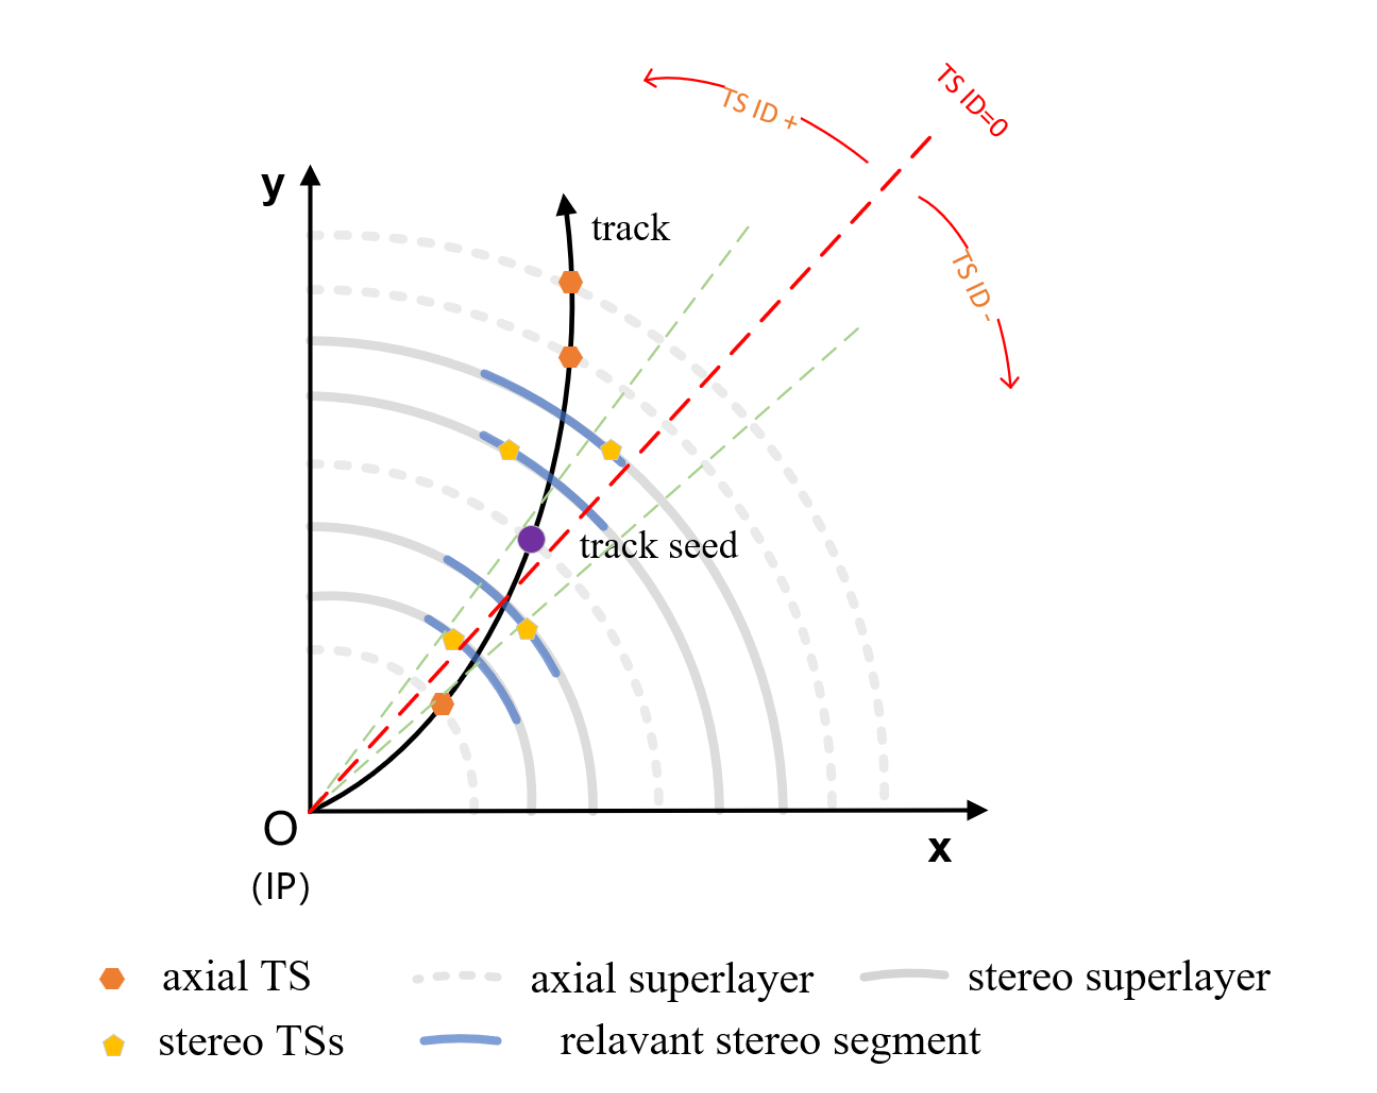 TS ID=0
TS ID +
y
track
TS ID -
track seed
O
x
(IP)
axial TS
axial superlayer
stereo superlayer
stereo TSs
relavant stereo segment